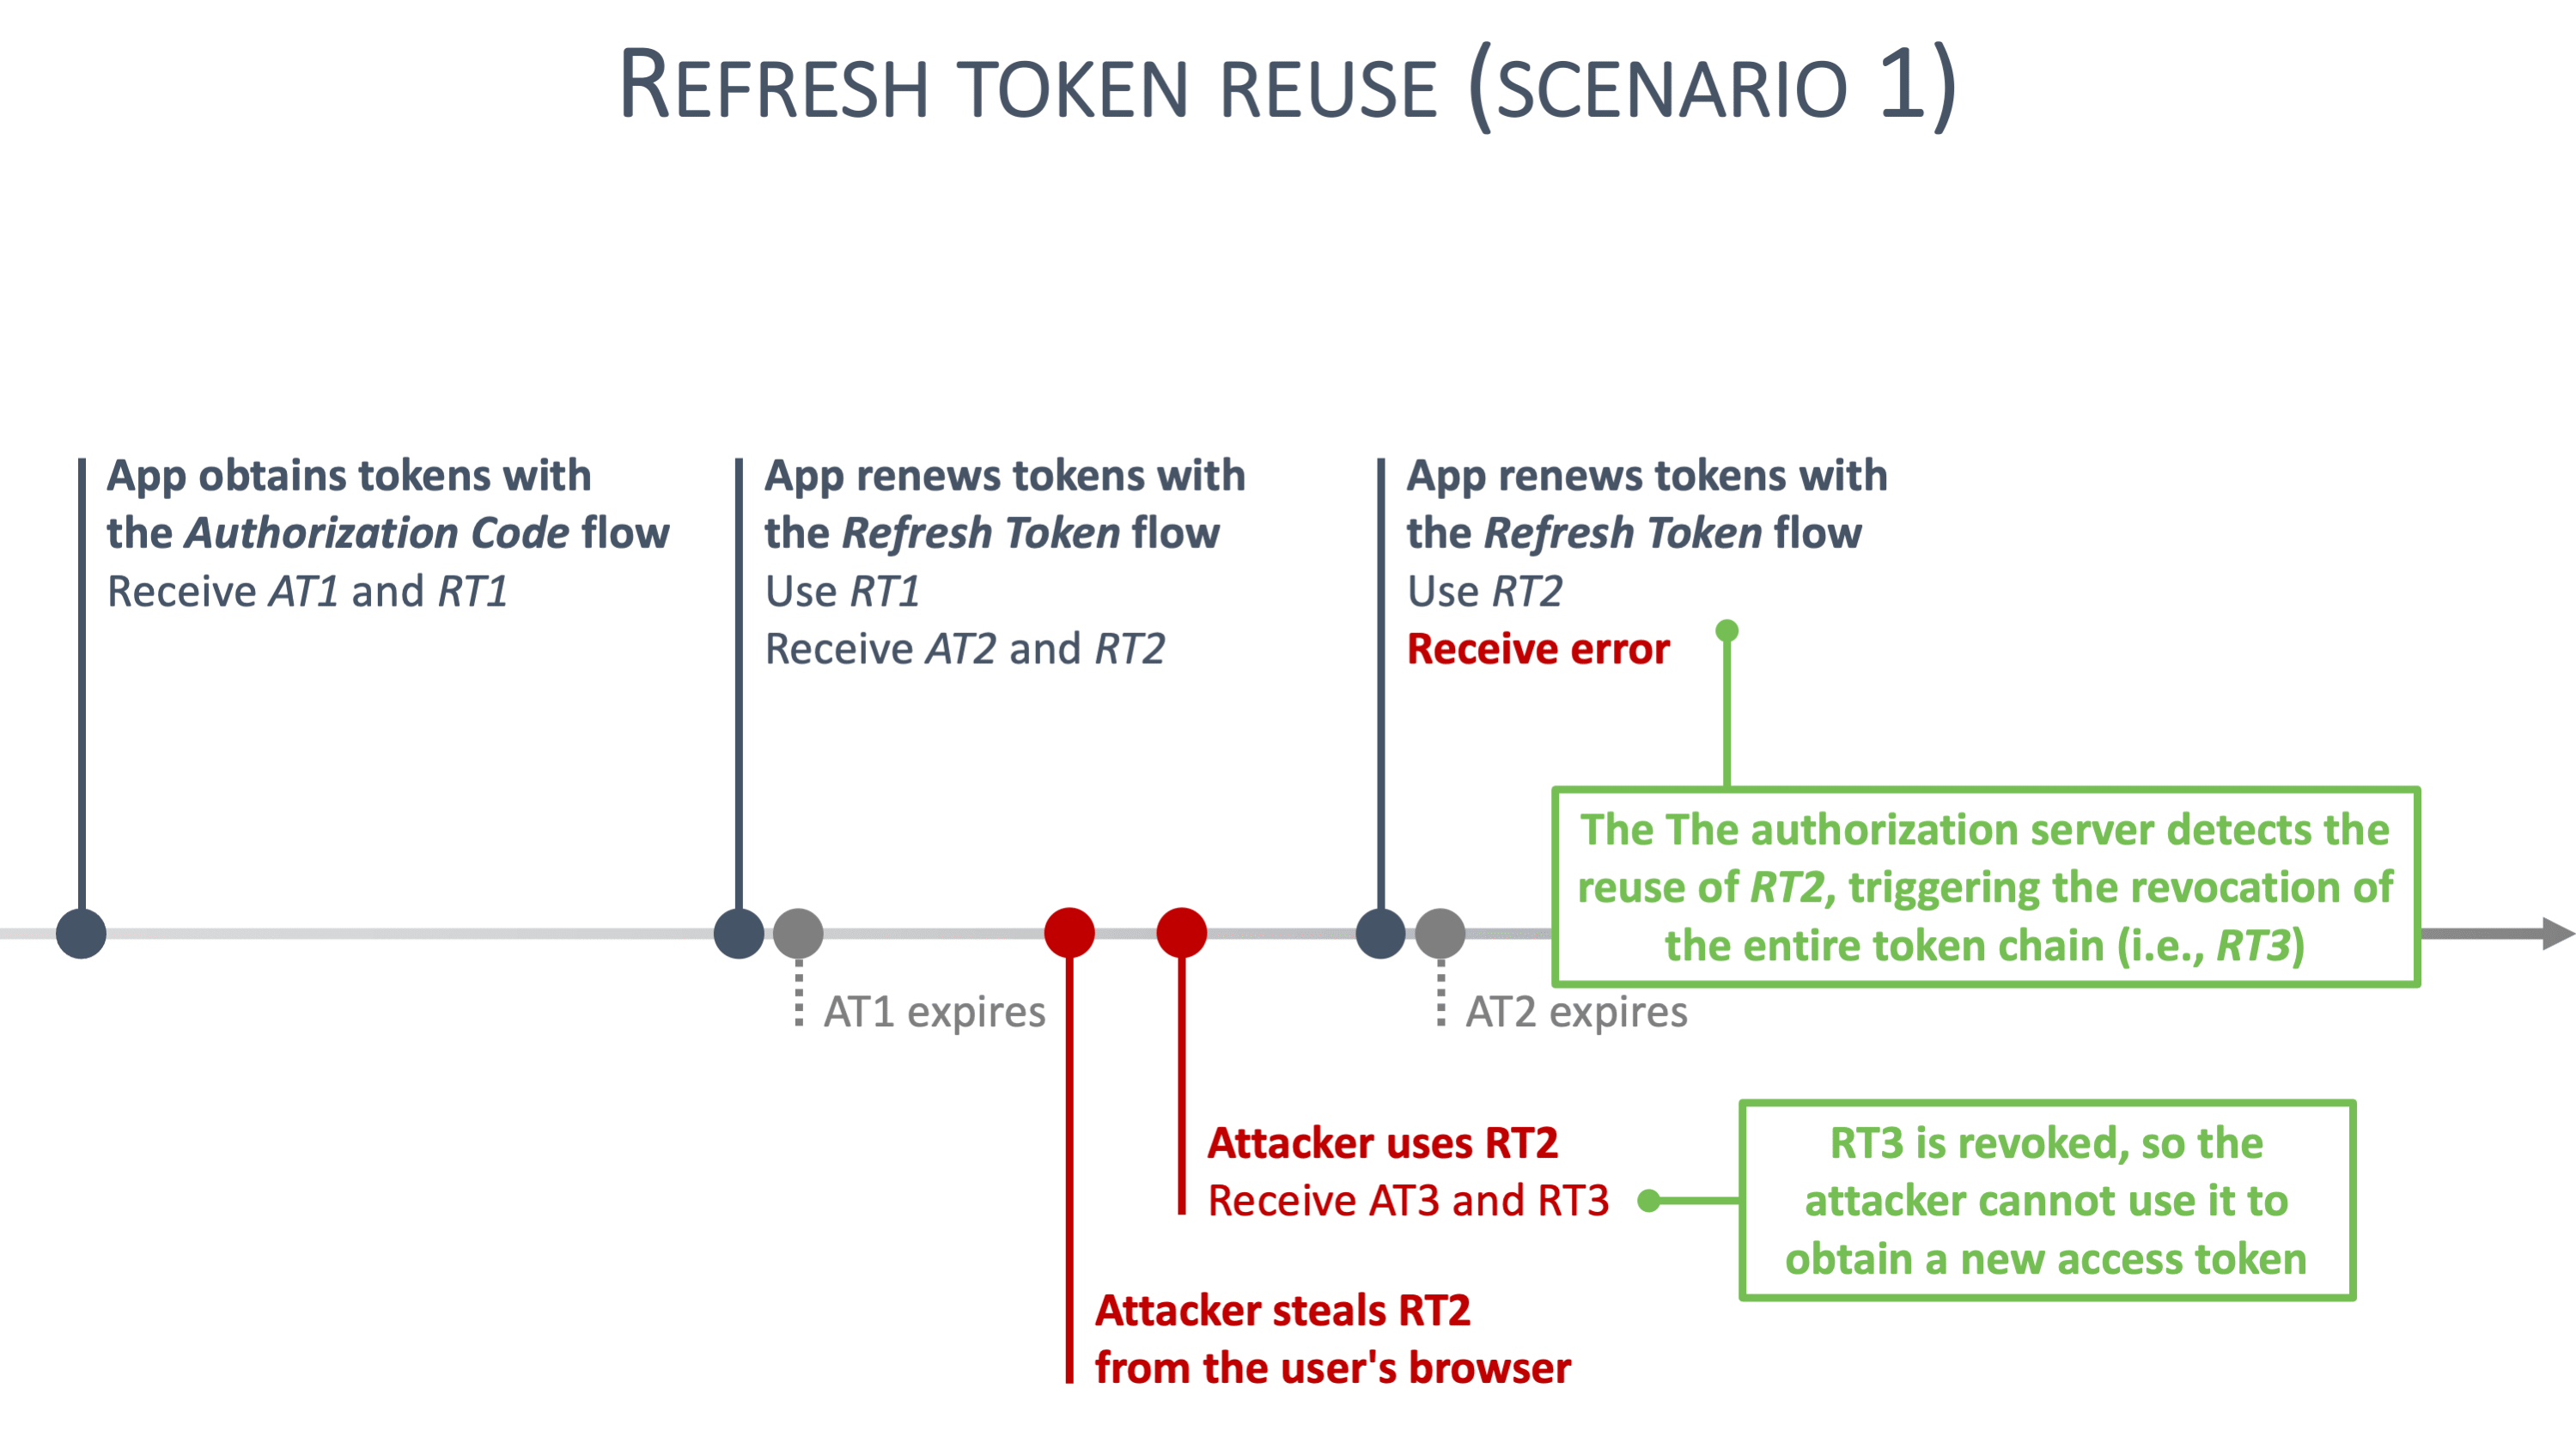 Refresh token reuse (scenario 1)
App obtains tokens with
the Authorization Code flow
Receive AT1 and RT1
App renews tokens with
the Refresh Token flow
Use RT1
Receive AT2 and RT2
App renews tokens with
the Refresh Token flow
Use RT2
Receive error
The The authorization server detects the
reuse of RT2, triggering the revocation of
the entire token chain (i.e., RT3)
AT1 expires
AT2 expires
Attacker uses RT2
Receive AT3 and RT3
RT3 is revoked, so the
attacker cannot use it to
obtain a new access token
Attacker steals RT2
from the user's browser